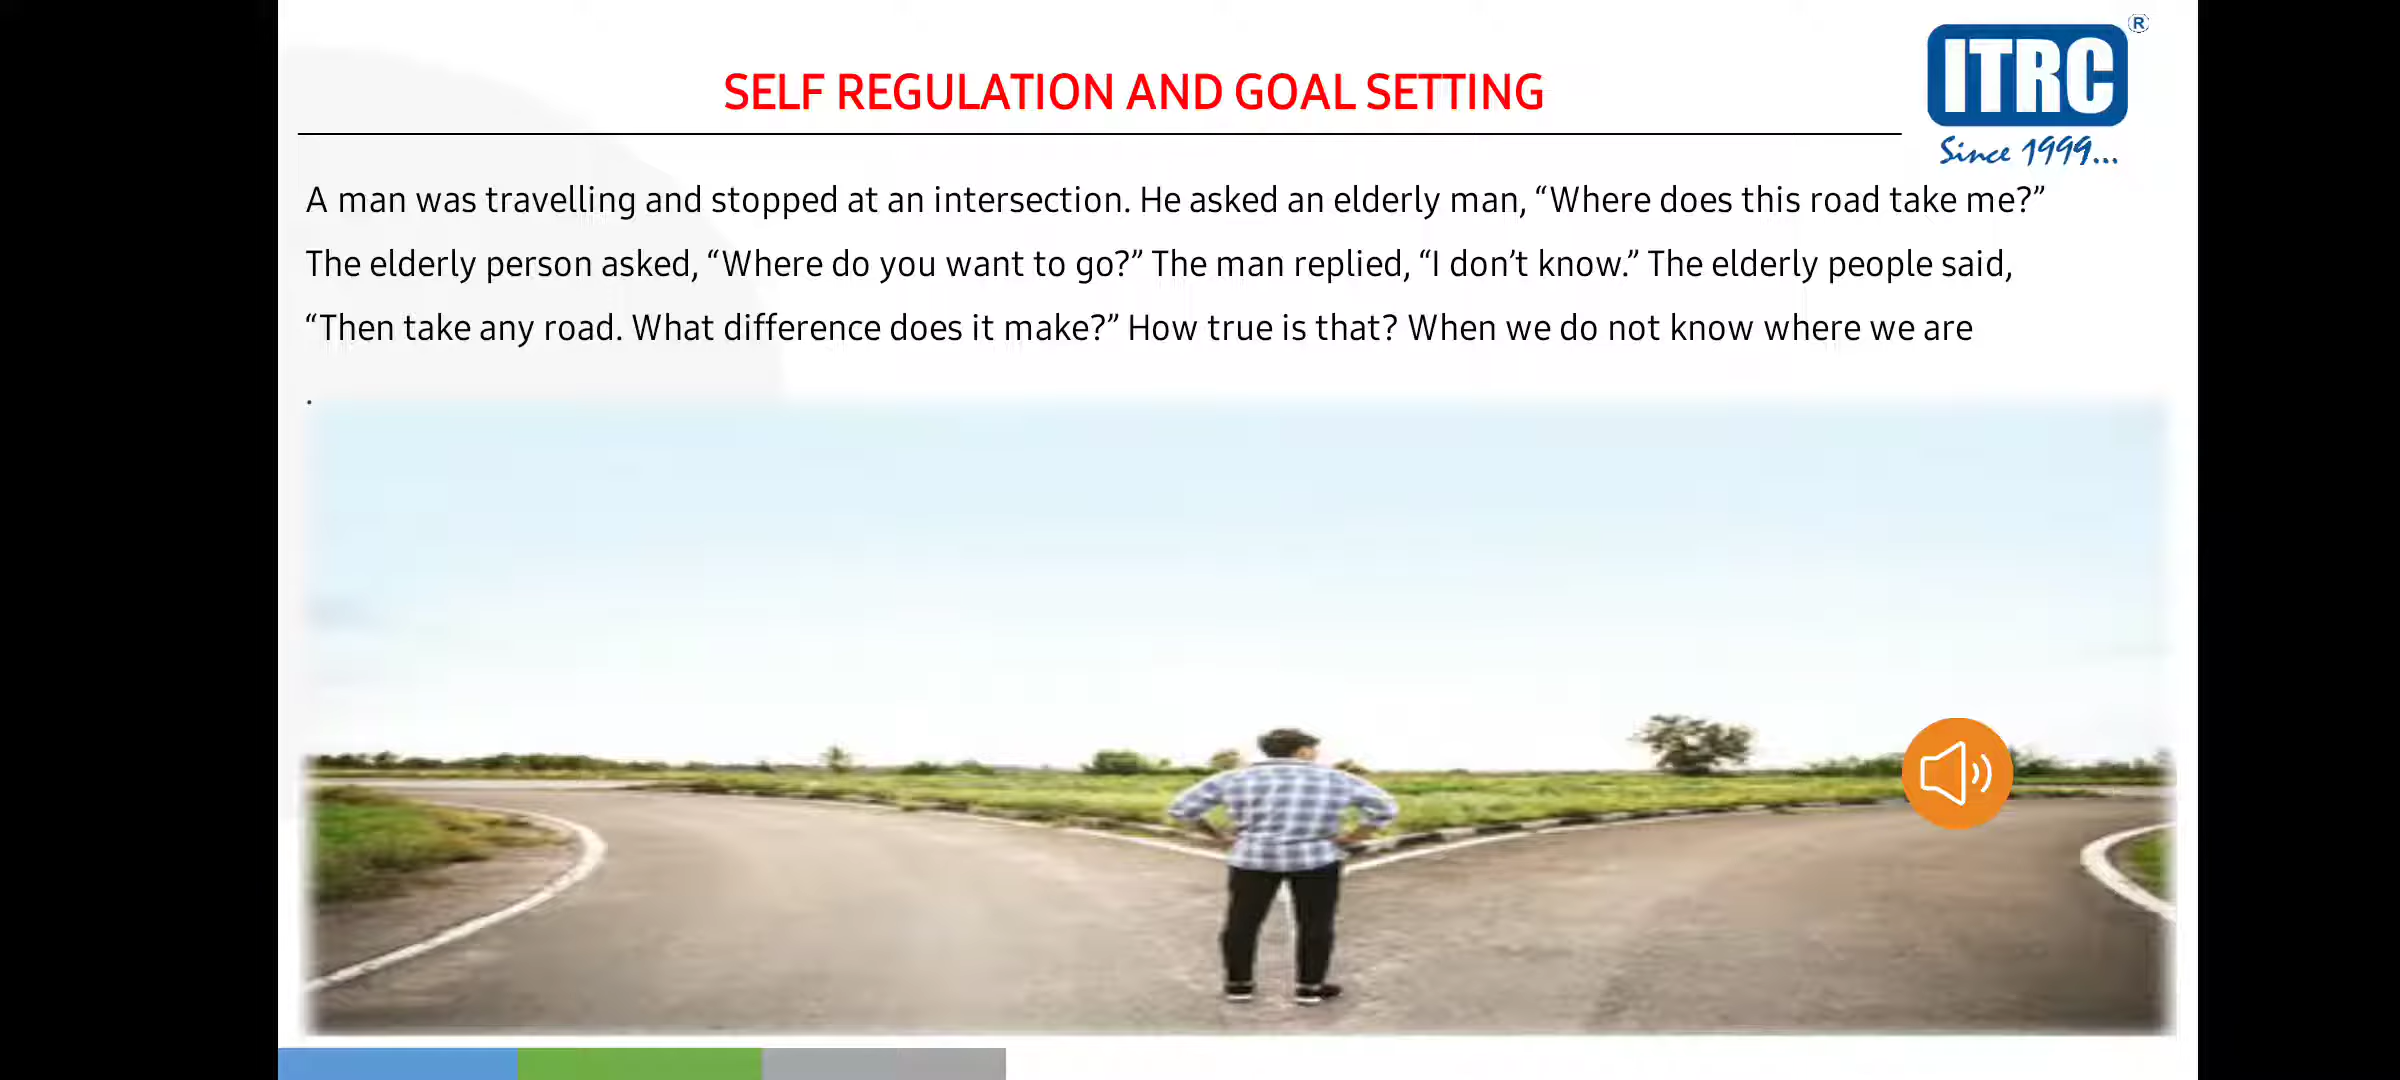 SELF REGULATION AND GOAL SETTING
ITRC
®
Since 1999...
A man was travelling and stopped at an intersection. He asked an elderly man, “Where does this road take me?”
The elderly person asked, “Where do you want to go?” The man replied, “I don’t know.” The elderly people said,
“Then take any road. What difference does it make?” How true is that? When we do not know where we are
.